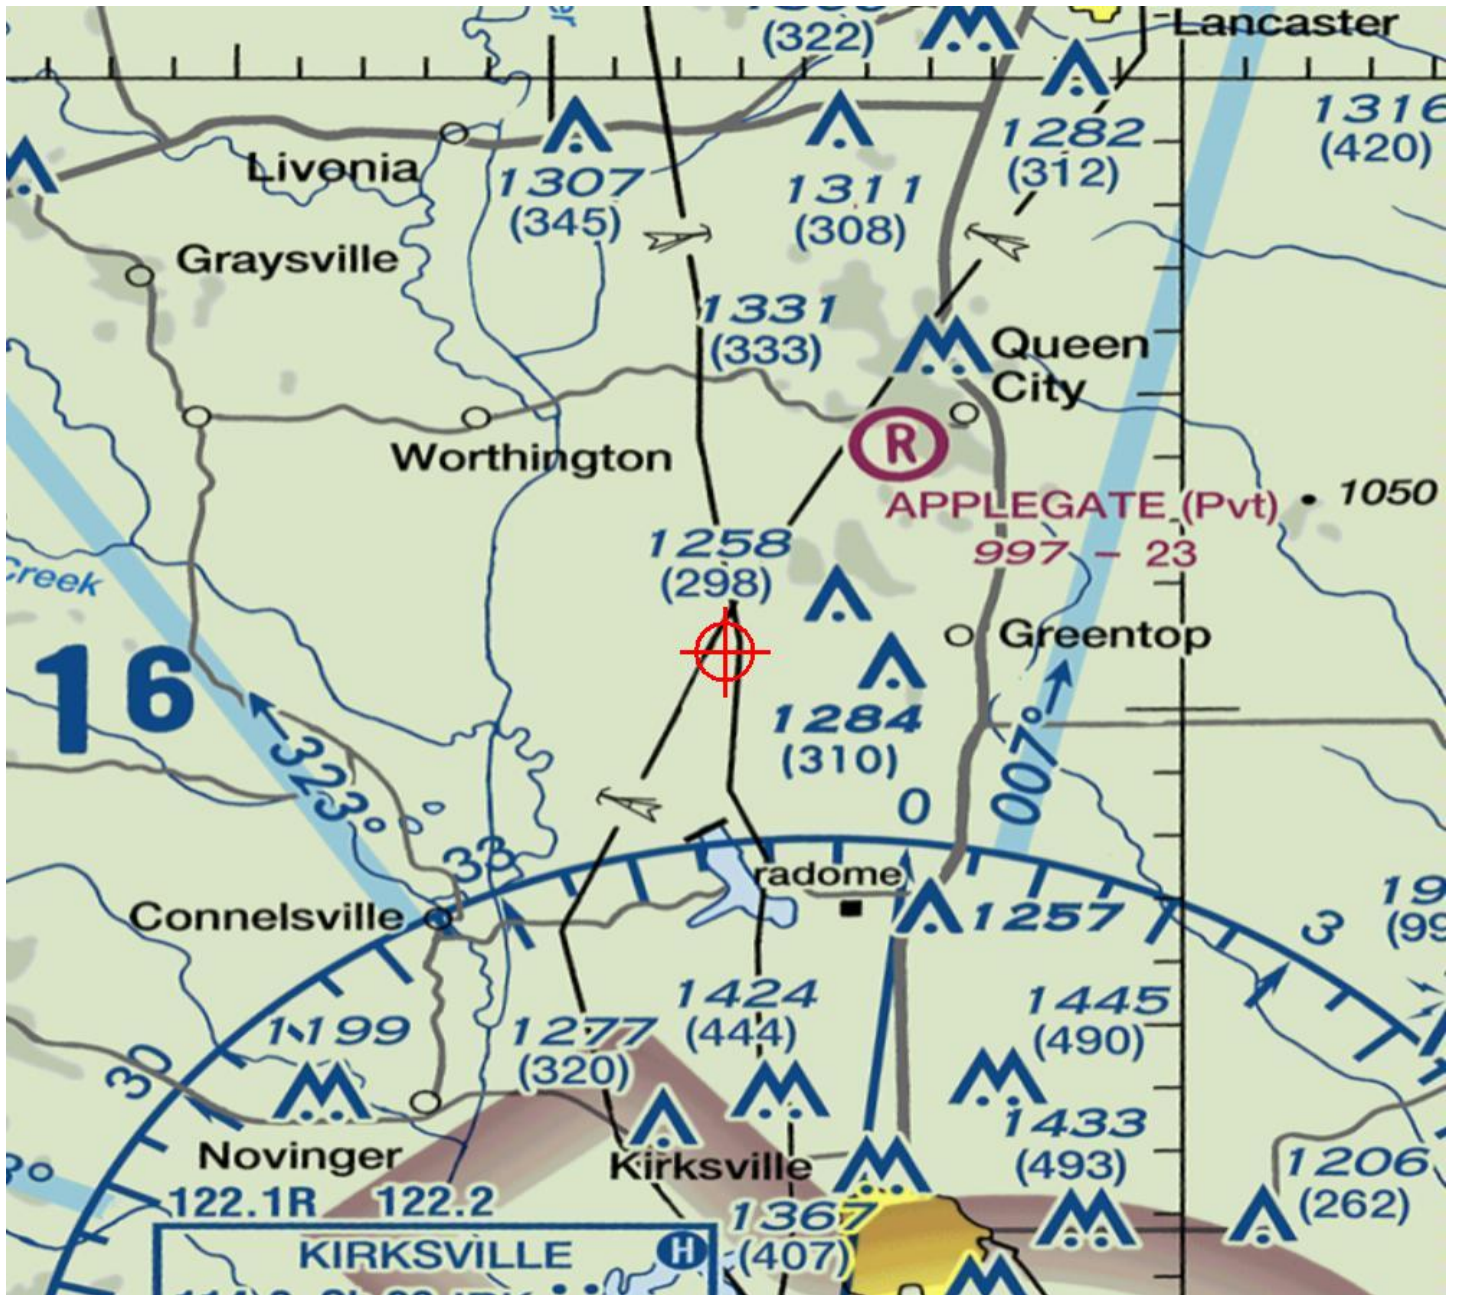 Lancaster
(322)
1316
(420)
1282
(312)
Livonia
1307
(345)
1311
(308)
Graysville
1331
(333)
Queen
City
R
Worthington
1050
APPLEGATE (Pvt)
997 - 23
1258
(298)
Creek
Greentop
16
1284
(310)
323°
007°
0
33
radome
Connelsville
1257
3
1424
(444)
1445
(490)
1199
1277
(320)
30
1433
(493)
Novinger
Kirksville
1206
(262)
122.1R 122.2
1367
(407)
KIRKSVILLE
H